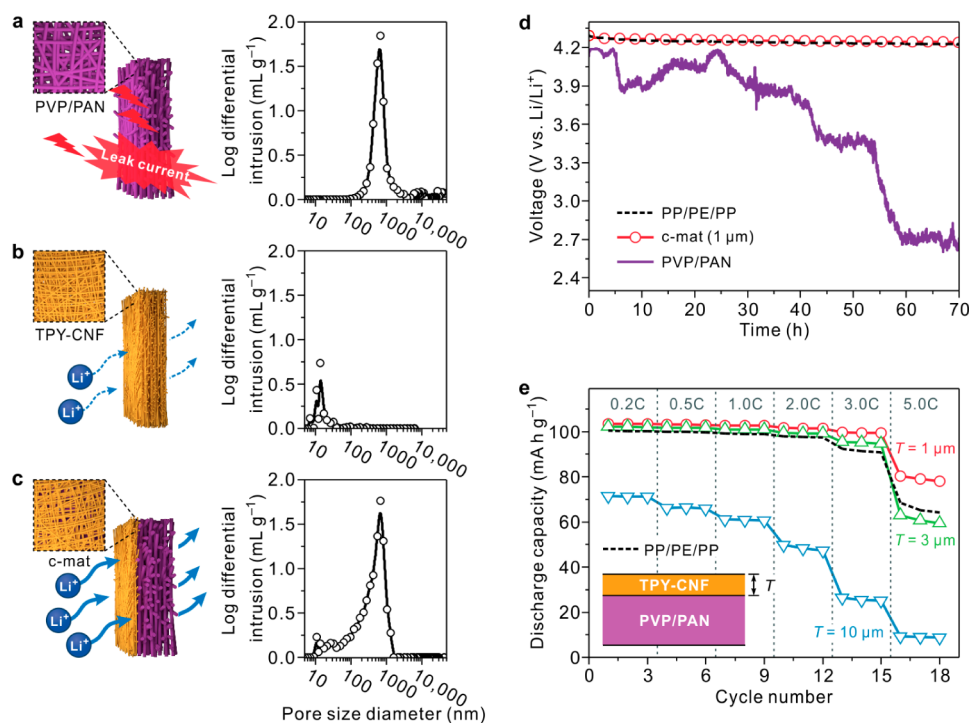 a
PVP/PAN
Leak current
Log differential
intrusion (mL g⁻¹)
2.0
1.5
1.0
0.5
0.0
10
100
1000
10,000
b
TPY-CNF
Li⁺
Li⁺
Log differential
intrusion (mL g⁻¹)
2.0
1.5
1.0
0.5
0.0
10
100
1000
10,000
c
c-mat
Li⁺
Li⁺
Li⁺
Log differential
intrusion (mL g⁻¹)
2.0
1.5
1.0
0.5
0.0
10
100
1000
10,000
Pore size diameter (nm)
d
Voltage (V vs. Li/Li⁺)
4.2
3.9
3.6
3.3
3.0
2.7
2.4
PP/PE/PP
c-mat (1 μm)
PVP/PAN
0 10 20 30 40 50 60 70
Time (h)
e
Discharge capacity (mA h g⁻¹)
120
100
80
60
40
20
0
0.2C 0.5C 1.0C 2.0C 3.0C 5.0C
T = 1 μm
T = 3 μm
PP/PE/PP
TPY-CNF
T
PVP/PAN
T = 10 μm
0 3 6 9 12 15 18
Cycle number